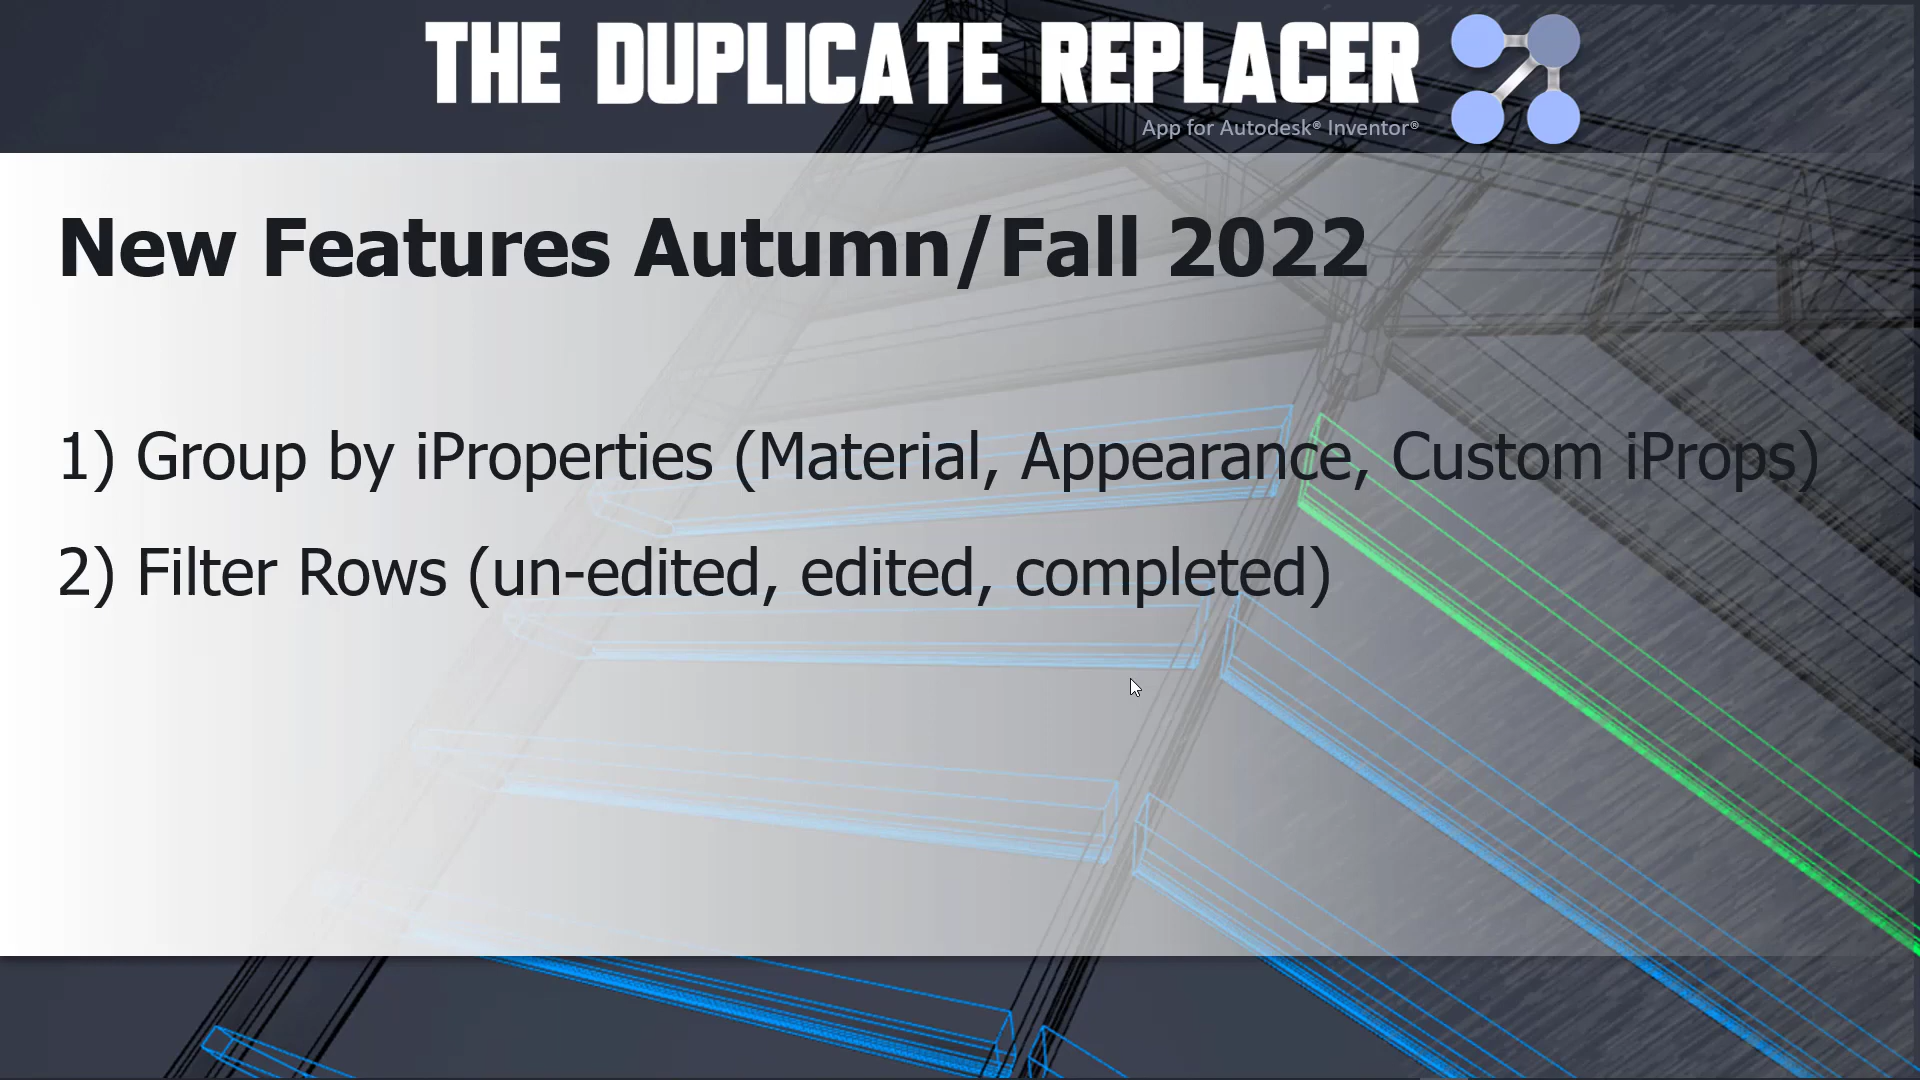 THE DUPLICATE REPLACER
App for Autodesk® Inventor®
New Features Autumn/Fall 2022
1) Group by iProperties (Material, Appearance, Custom iProps)
2) Filter Rows (un-edited, edited, completed)